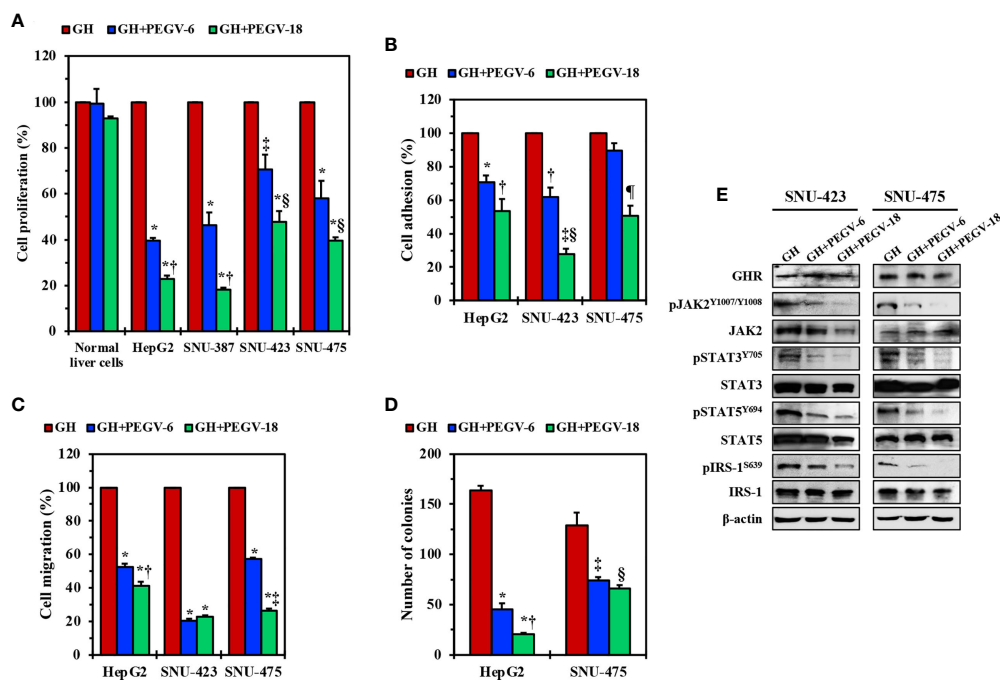 A
GH GH+PEGV-6 GH+PEGV-18
Cell proliferation (%)
120
100
80
60
40
20
0
* *† * *† ‡ *§ * *§
Normal liver cells HepG2 SNU-387 SNU-423 SNU-475
B
GH GH+PEGV-6 GH+PEGV-18
Cell adhesion (%)
120
100
80
60
40
20
0
* † † ‡§ ¶
HepG2 SNU-423 SNU-475
C
GH GH+PEGV-6 GH+PEGV-18
Cell migration (%)
120
100
80
60
40
20
0
* *† * * * *‡
HepG2 SNU-423 SNU-475
D
GH GH+PEGV-6 GH+PEGV-18
Number of colonies
200
150
100
50
0
* *† ‡ §
HepG2 SNU-475
E
SNU-423 SNU-475
GH GH+PEGV-6 GH+PEGV-18 GH GH+PEGV-6 GH+PEGV-18
GHR
pJAK2Y1007/Y1008
JAK2
pSTAT3Y705
STAT3
pSTAT5Y694
STAT5
pIRS-1S639
IRS-1
β-actin